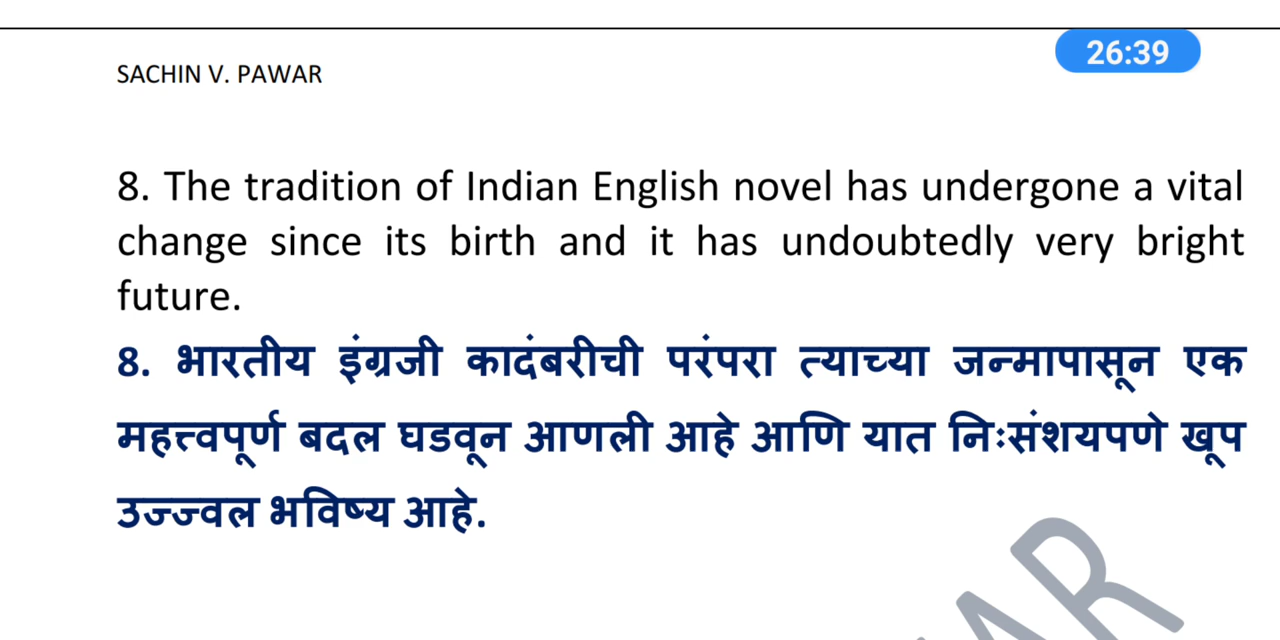 26:39
SACHIN V. PAWAR
8. The tradition of Indian English novel has undergone a vital
change since its birth and it has undoubtedly very bright
future.
8. भारतीय इंग्रजी कादंबरीची परंपरा त्याच्या जन्मापासून एक
महत्त्वपूर्ण बदल घडवून आणली आहे आणि यात निःसंशयपणे खूप
उज्ज्वल भविष्य आहे.
AR